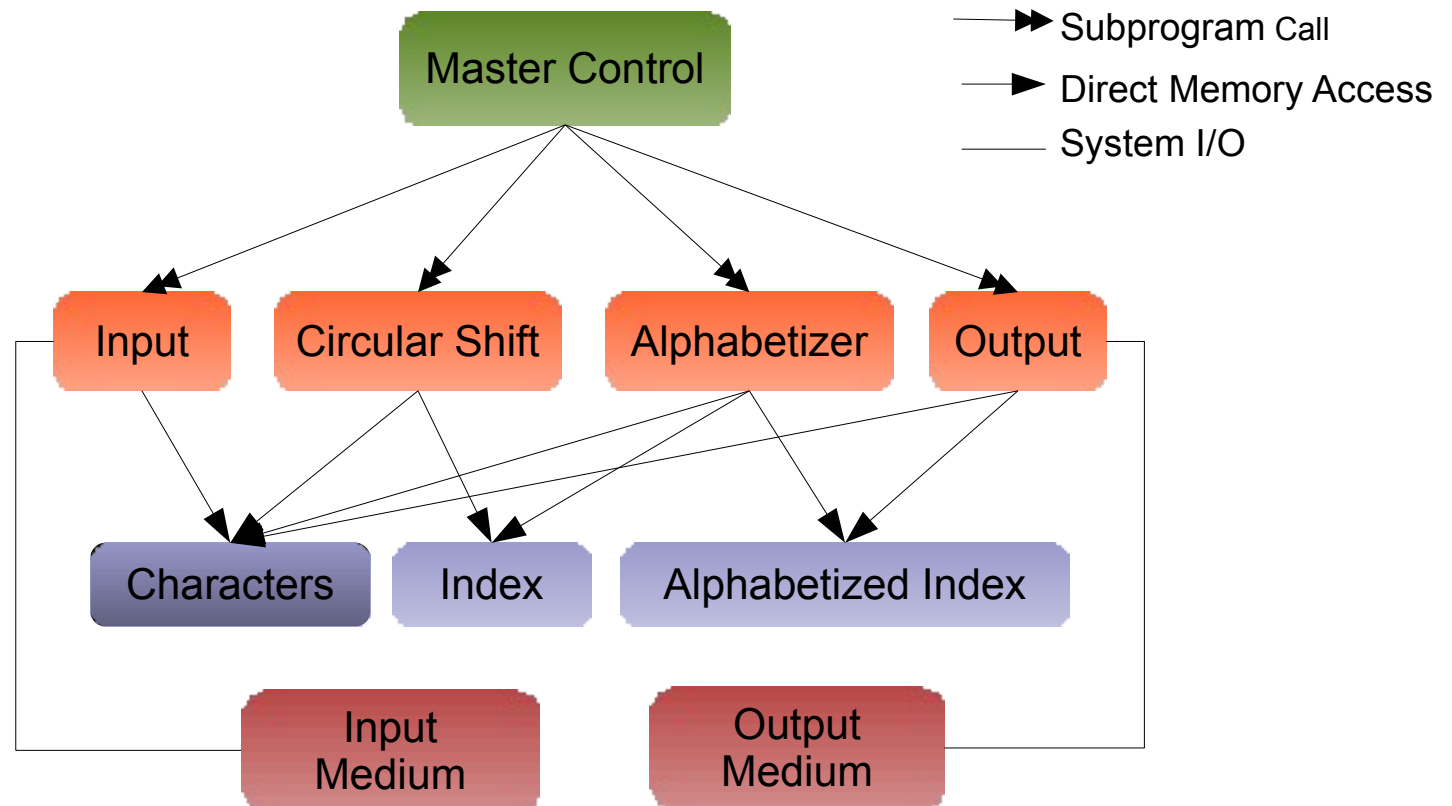 Master Control
Subprogram Call
Direct Memory Access
System I/O
Input
Circular Shift
Alphabetizer
Output
Characters
Index
Alphabetized Index
Input
Medium
Output
Medium